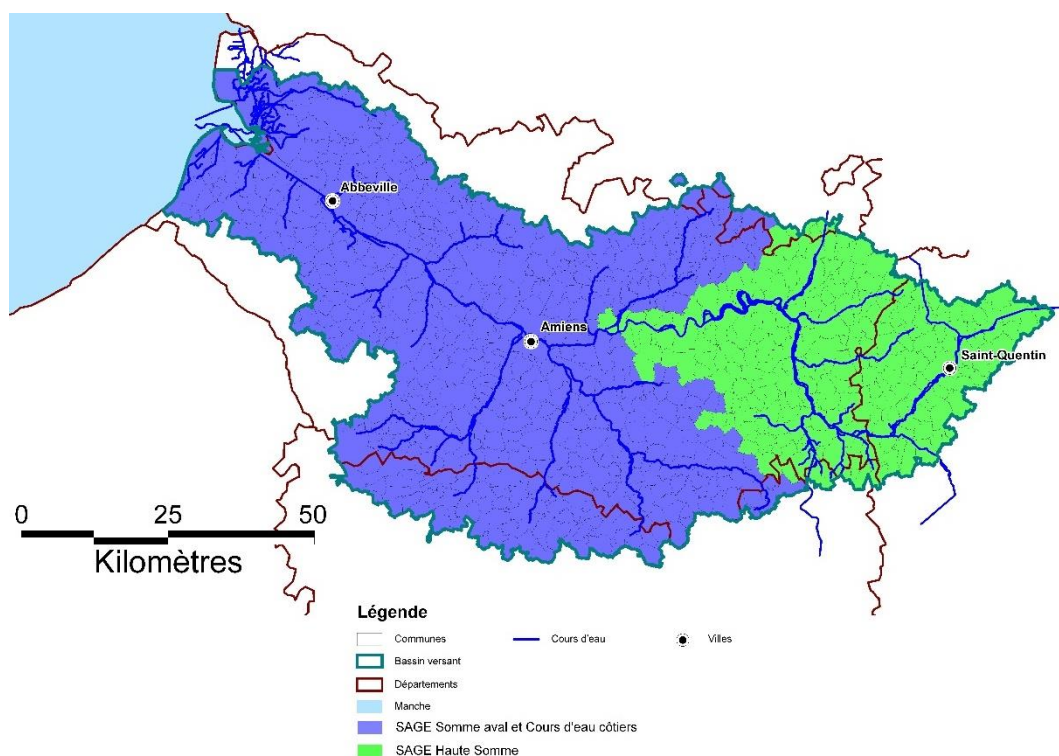 Abbeville
Amiens
Saint-Quentin
0 25 50
Kilomètres
Légende
Communes Cours d'eau Villes
Bassin versant
Départements
Manche
SAGE Somme aval et Cours d'eau côtiers
SAGE Haute Somme